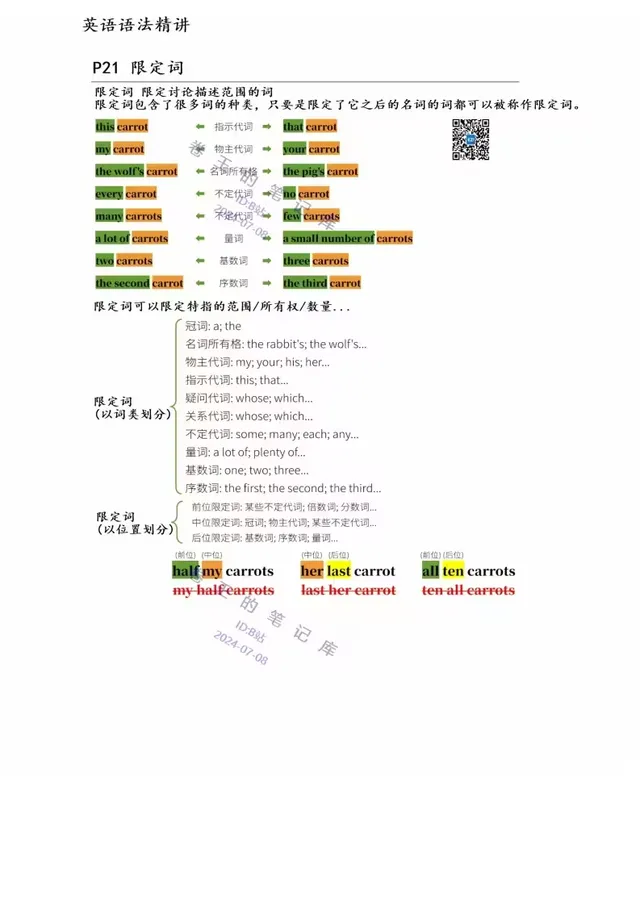 英语语法精讲
P21 限定词
限定词 限定讨论描述范围的词
限定词包含了很多词的种类，只要是限定了它之后的名词的词都可以被称作限定词。
this carrot ⬅ 指示代词 ➡ that carrot
my carrot ⬅ 物主代词 ➡ your carrot
the wolf's carrot ⬅ 名词所有格 ➡ the pig's carrot
every carrot ⬅ 不定代词 ➡ no carrot
many carrots ⬅ 不定代词 ➡ few carrots
a lot of carrots ⬅ 量词 ➡ a small number of carrots
two carrots ⬅ 基数词 ➡ three carrots
the second carrot ⬅ 序数词 ➡ the third carrot
卷王的笔记库
ID:B站
2024-07-08
限定词可以限定特指的范围/所有权/数量...
限定词
(以词类划分)
冠词: a; the
名词所有格: the rabbit's; the wolf's...
物主代词: my; your; his; her...
指示代词: this; that...
疑问代词: whose; which...
关系代词: whose; which...
不定代词: some; many; each; any...
量词: a lot of; plenty of...
基数词: one; two; three...
序数词: the first; the second; the third...
限定词
(以位置划分)
前位限定词: 某些不定代词; 倍数词; 分数词...
中位限定词: 冠词; 物主代词; 某些不定代词...
后位限定词: 基数词; 序数词; 量词...
(前位) (中位) (中位) (后位) (前位) (后位)
half my carrots her last carrot all ten carrots
my half carrots last her carrot ten all carrots
卷王的笔记库
ID:B站
2024-07-08